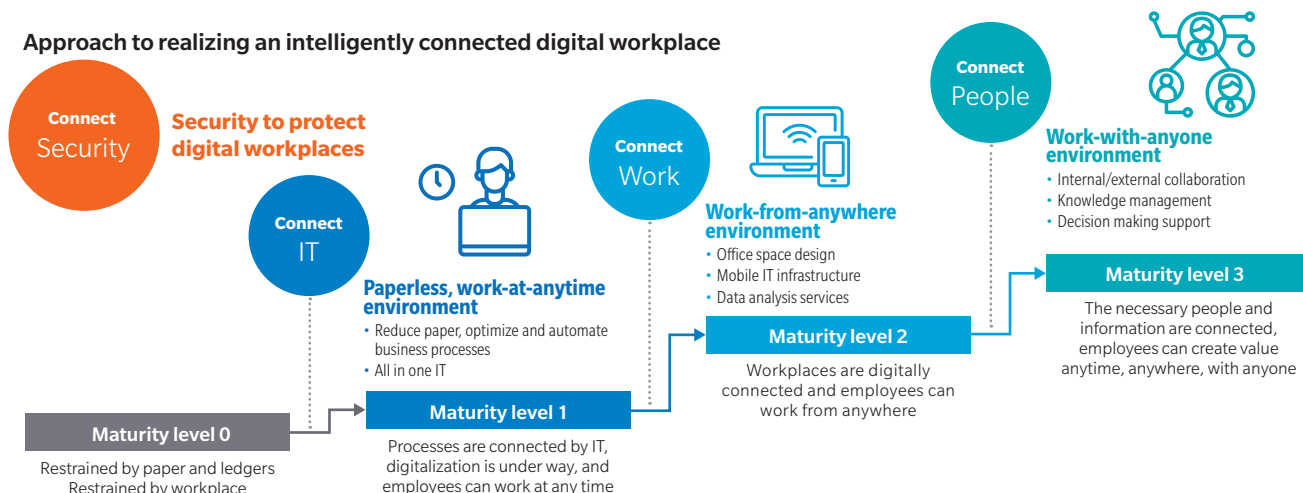 Approach to realizing an intelligently connected digital workplace
Connect
Security
Security to protect
digital workplaces
Connect
IT
Paperless, work-at-anytime
environment
• Reduce paper, optimize and automate
business processes
• All in one IT
Connect
Work
Work-from-anywhere
environment
• Office space design
• Mobile IT infrastructure
• Data analysis services
Connect
People
Work-with-anyone
environment
• Internal/external collaboration
• Knowledge management
• Decision making support
Maturity level 0
Restrained by paper and ledgers
Restrained by workplace
Maturity level 1
Processes are connected by IT,
digitalization is under way, and
employees can work at any time
Maturity level 2
Workplaces are digitally
connected and employees can
work from anywhere
Maturity level 3
The necessary people and
information are connected,
employees can create value
anytime, anywhere, with anyone